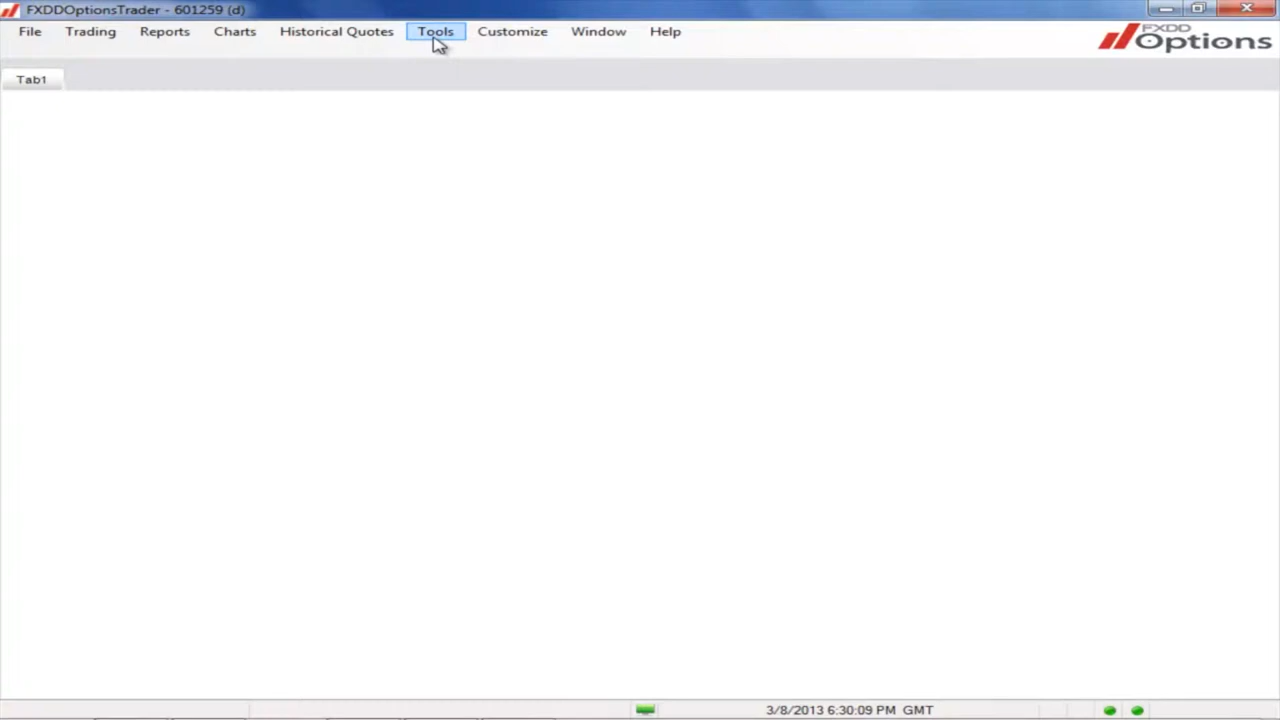 FXDDOptionsTrader - 601259 (d)
File Trading Reports Charts Historical Quotes Tools Customize Window Help
FXDD
Options
Tab1
3/8/2013 6:30:09 PM GMT